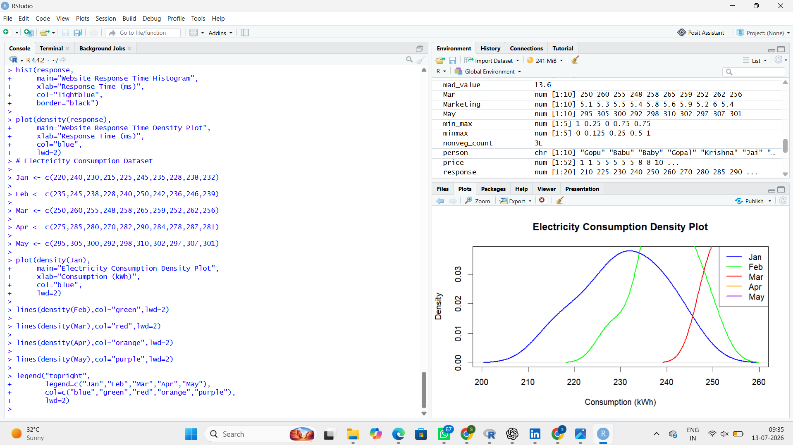 RStudio
File Edit Code View Plots Session Build Debug Profile Tools Help
Go to file/function
Addins
Posit Assistant
Project: (None)
Console Terminal Background Jobs
R 4.4.2 · ~/
> hist(response,
+ main="Website Response Time Histogram",
+ xlab="Response Time (ms)",
+ col="lightblue",
+ border="black")
>
> plot(density(response),
+ main="Website Response Time Density Plot",
+ xlab="Response Time (ms)",
+ col="blue",
+ lwd=2)
> # Electricity Consumption Dataset
>
> Jan <- c(220,240,230,215,225,245,235,228,238,232)
>
> Feb <- c(235,245,238,228,240,250,242,236,246,239)
>
> Mar <- c(250,260,255,248,258,265,259,252,262,256)
>
> Apr <- c(275,285,280,270,282,290,284,278,287,281)
>
> May <- c(295,305,300,292,298,310,302,297,307,301)
>
> plot(density(Jan),
+ main="Electricity Consumption Density Plot",
+ xlab="Consumption (kWh)",
+ col="blue",
+ lwd=2)
>
> lines(density(Feb),col="green",lwd=2)
>
> lines(density(Mar),col="red",lwd=2)
>
> lines(density(Apr),col="orange",lwd=2)
>
> lines(density(May),col="purple",lwd=2)
>
> legend("topright",
+ legend=c("Jan","Feb","Mar","Apr","May"),
+ col=c("blue","green","red","orange","purple"),
+ lwd=2)
>
Environment History Connections Tutorial
Import Dataset 241 MiB List
R Global Environment
mad_value 13.6
Mar num [1:10] 250 260 255 248 258 265 259 252 262 256
Marketing num [1:10] 5.1 5.3 5.5 5.4 5.8 5.6 5.9 5.2 6 5.4
May num [1:10] 295 305 300 292 298 310 302 297 307 301
min_max num [1:5] 1 0.25 0 0.75 0.75
minmax num [1:5] 0 0.125 0.25 0.5 1
nonveg_count 3L
person chr [1:10] "Gopu" "Babu" "Baby" "Gopal" "Krishna" "Jai" "…
price num [1:52] 1 1 5 5 5 5 5 8 8 10 ...
response num [1:20] 210 225 230 240 250 260 270 280 285 290 ...
Files Plots Packages Help Viewer Presentation
Zoom Export Publish
Electricity Consumption Density Plot
Density
0.00 0.01 0.02 0.03
200 210 220 230 240 250 260
Consumption (kWh)
Jan
Feb
Mar
Apr
May
32°C
Sunny
Search
67
ENG
IN
09:35
13-07-2026